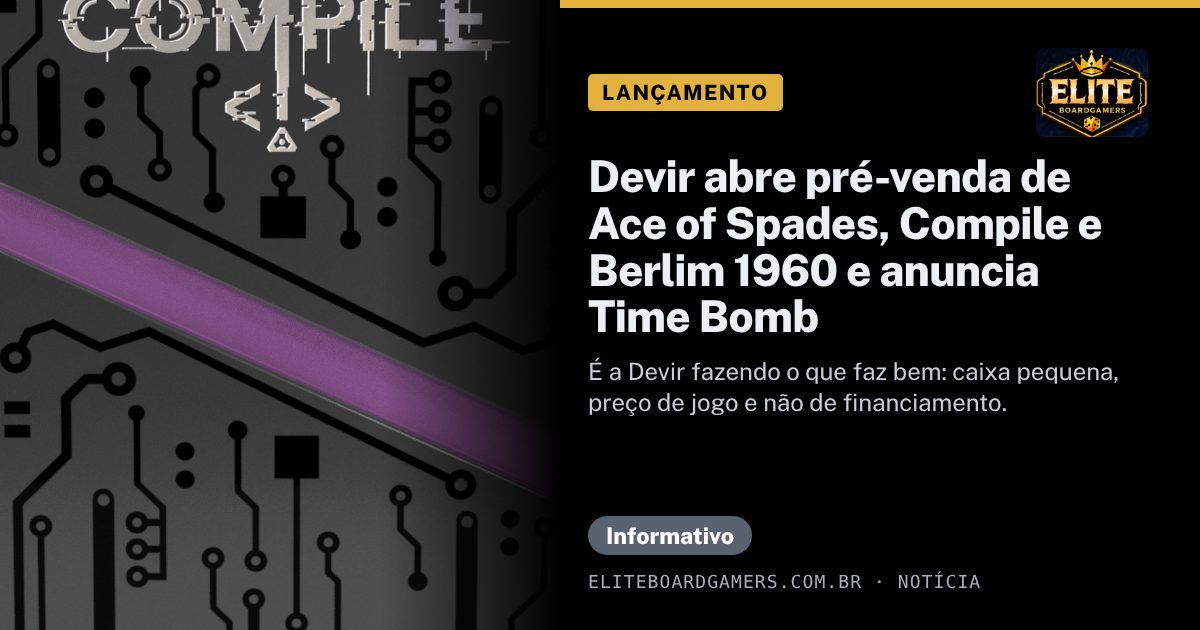 COMPILE
LANÇAMENTO
ELITE
BOARDGAMERS
Devir abre pré-venda de
Ace of Spades, Compile e
Berlim 1960 e anuncia
Time Bomb
É a Devir fazendo o que faz bem: caixa pequena,
preço de jogo e não de financiamento.
Informativo
ELITEBOARDGAMERS.COM.BR · NOTÍCIA